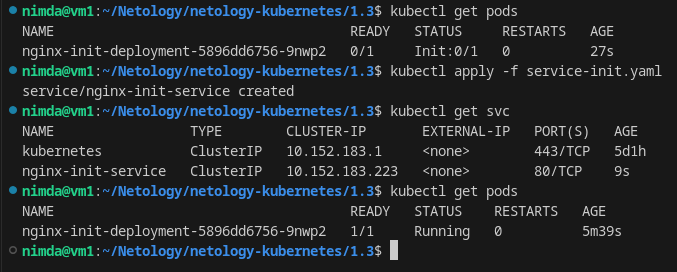 nimda@vm1:~/Netology/netology-kubernetes/1.3$ kubectl get pods
NAME READY STATUS RESTARTS AGE
nginx-init-deployment-5896dd6756-9nwp2 0/1 Init:0/1 0 27s
nimda@vm1:~/Netology/netology-kubernetes/1.3$ kubectl apply -f service-init.yaml
service/nginx-init-service created
nimda@vm1:~/Netology/netology-kubernetes/1.3$ kubectl get svc
NAME TYPE CLUSTER-IP EXTERNAL-IP PORT(S) AGE
kubernetes ClusterIP 10.152.183.1 <none> 443/TCP 5d1h
nginx-init-service ClusterIP 10.152.183.223 <none> 80/TCP 9s
nimda@vm1:~/Netology/netology-kubernetes/1.3$ kubectl get pods
NAME READY STATUS RESTARTS AGE
nginx-init-deployment-5896dd6756-9nwp2 1/1 Running 0 5m39s
nimda@vm1:~/Netology/netology-kubernetes/1.3$